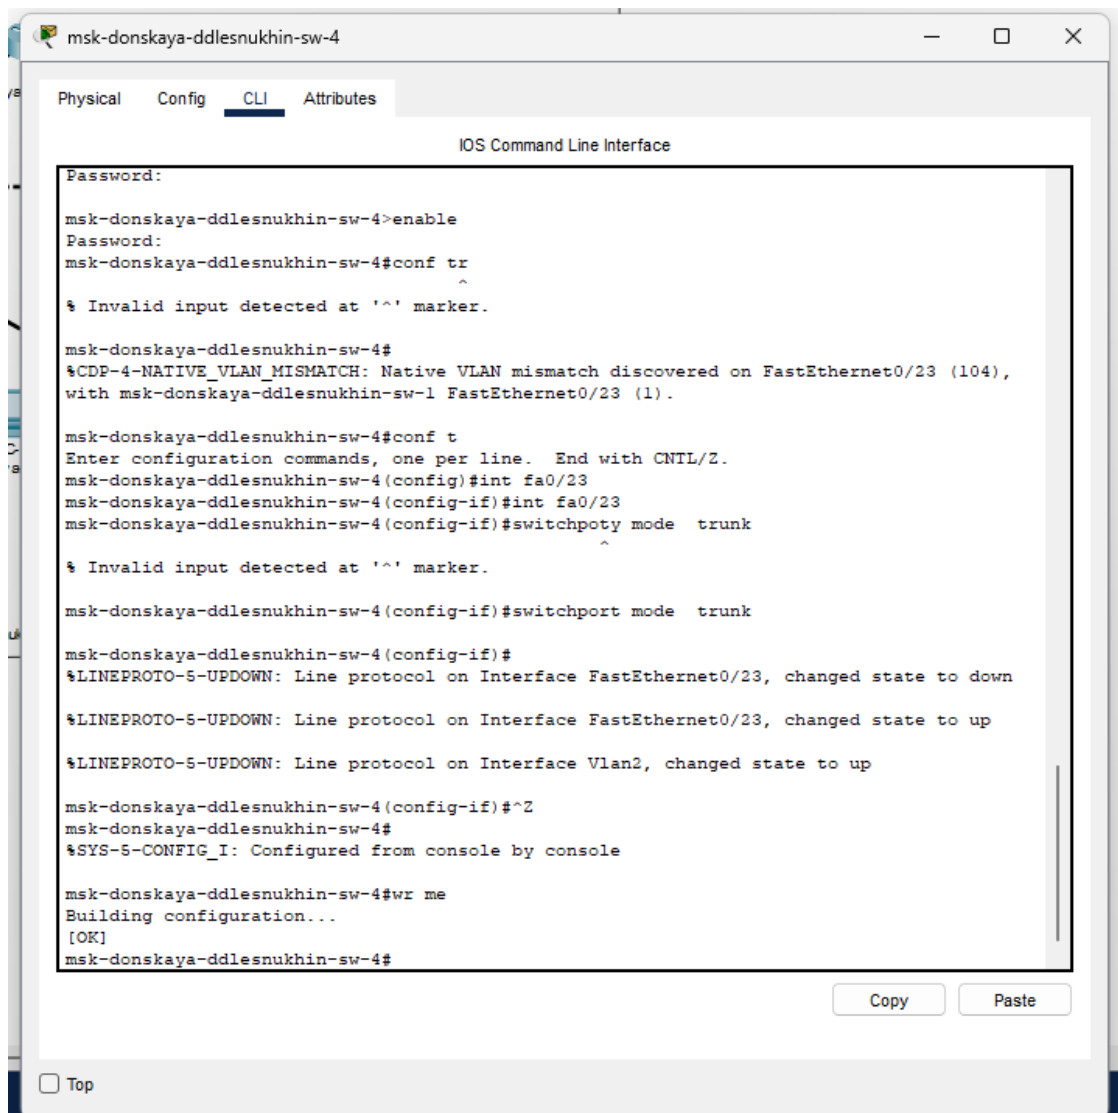 msk-donskaya-ddlesnukhin-sw-4
Physical Config CLI Attributes
IOS Command Line Interface
Password:
msk-donskaya-ddlesnukhin-sw-4>enable
Password:
msk-donskaya-ddlesnukhin-sw-4#conf tr
^
% Invalid input detected at '^' marker.
msk-donskaya-ddlesnukhin-sw-4#
%CDP-4-NATIVE_VLAN_MISMATCH: Native VLAN mismatch discovered on FastEthernet0/23 (104),
with msk-donskaya-ddlesnukhin-sw-1 FastEthernet0/23 (1).
msk-donskaya-ddlesnukhin-sw-4#conf t
Enter configuration commands, one per line.  End with CNTL/Z.
msk-donskaya-ddlesnukhin-sw-4(config)#int fa0/23
msk-donskaya-ddlesnukhin-sw-4(config-if)#int fa0/23
msk-donskaya-ddlesnukhin-sw-4(config-if)#switchpoty mode  trunk
^
% Invalid input detected at '^' marker.
msk-donskaya-ddlesnukhin-sw-4(config-if)#switchport mode  trunk
msk-donskaya-ddlesnukhin-sw-4(config-if)#
%LINEPROTO-5-UPDOWN: Line protocol on Interface FastEthernet0/23, changed state to down
%LINEPROTO-5-UPDOWN: Line protocol on Interface FastEthernet0/23, changed state to up
%LINEPROTO-5-UPDOWN: Line protocol on Interface Vlan2, changed state to up
msk-donskaya-ddlesnukhin-sw-4(config-if)#^Z
msk-donskaya-ddlesnukhin-sw-4#
%SYS-5-CONFIG_I: Configured from console by console
msk-donskaya-ddlesnukhin-sw-4#wr me
Building configuration...
[OK]
msk-donskaya-ddlesnukhin-sw-4#
Copy Paste
Top